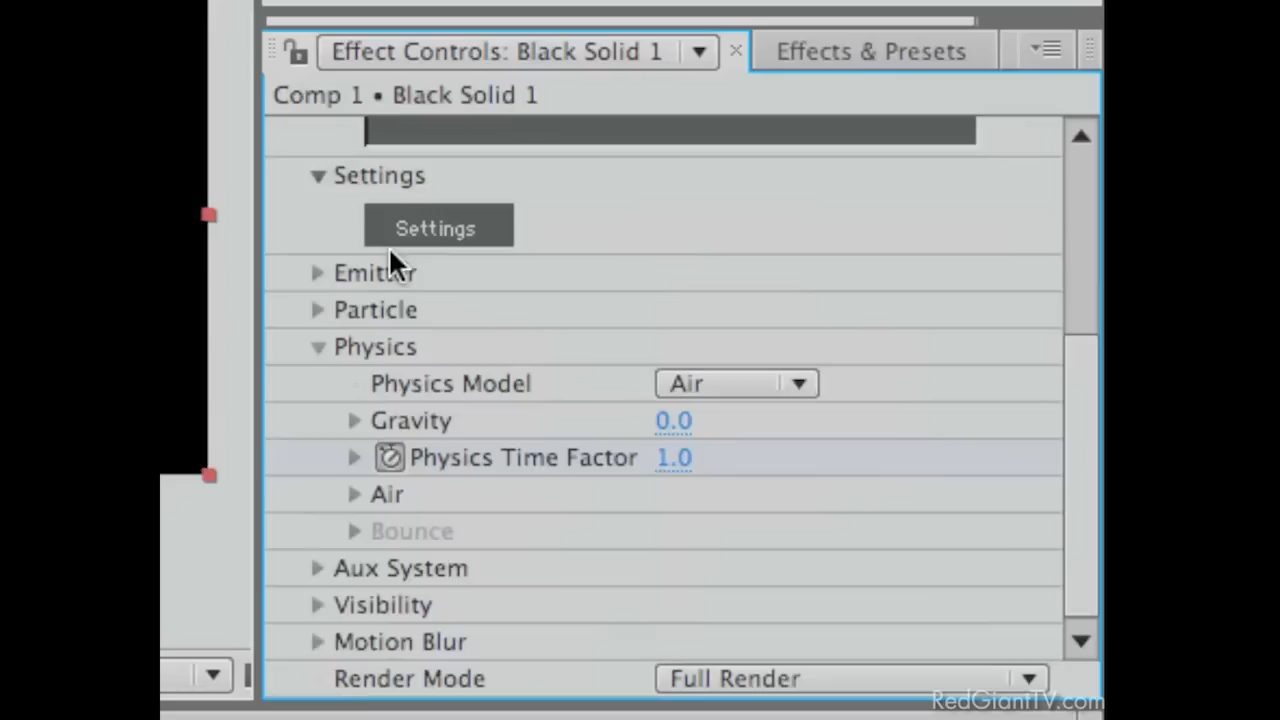 Effect Controls: Black Solid 1
Effects & Presets
Comp 1 • Black Solid 1
Settings
Settings
Emitter
Particle
Physics
Physics Model Air
Gravity 0.0
Physics Time Factor 1.0
Air
Bounce
Aux System
Visibility
Motion Blur
Render Mode Full Render
RedGiantTV.com